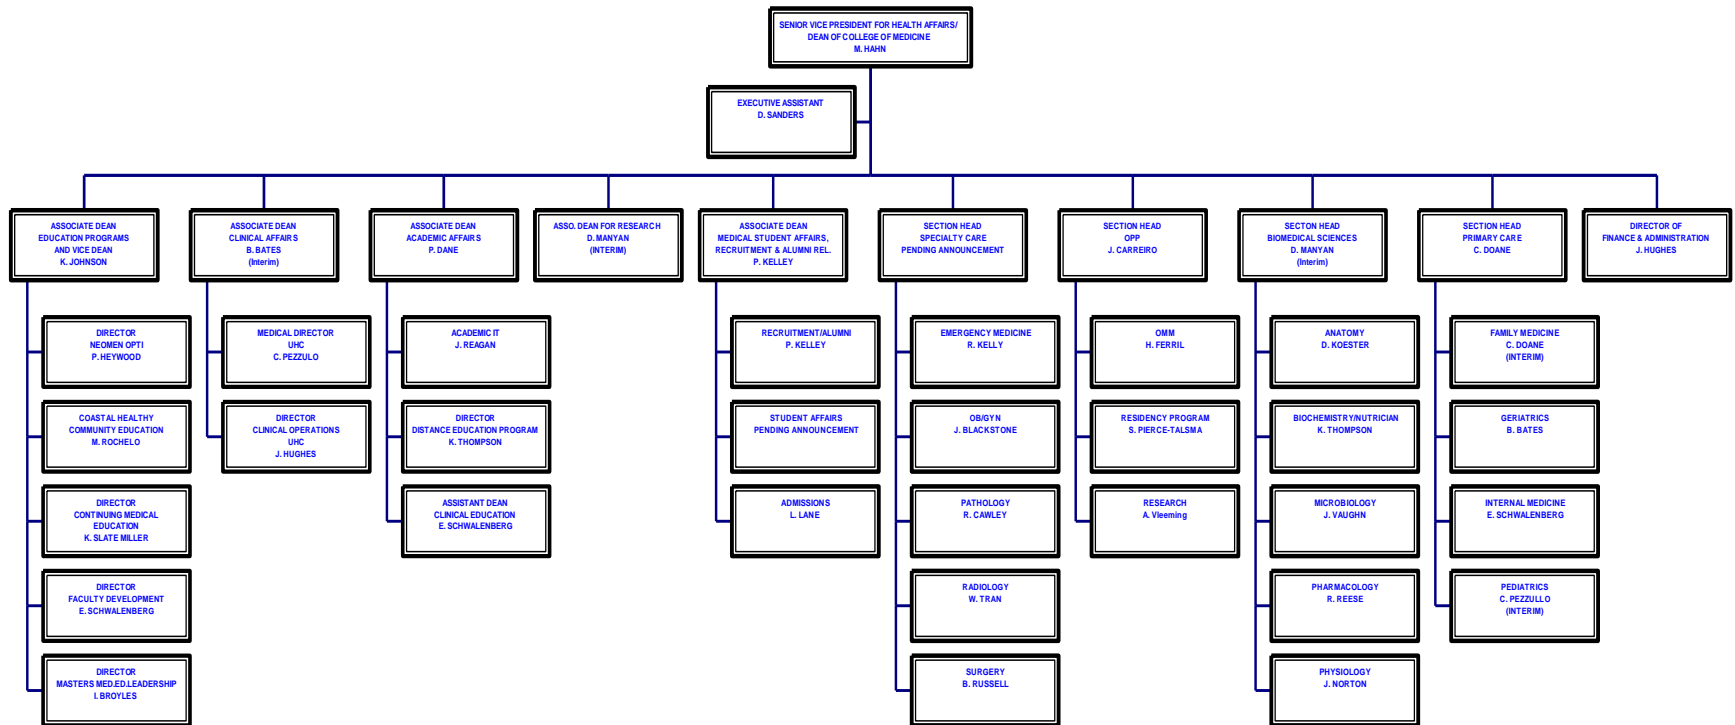 SENIOR VICE PRESIDENT FOR HEALTH AFFAIRS/
DEAN OF COLLEGE OF MEDICINE
M. HAHN
EXECUTIVE ASSISTANT
D. SANDERS
ASSOCIATE DEAN
EDUCATION PROGRAMS
AND VICE DEAN
K. JOHNSON
ASSOCIATE DEAN
CLINICAL AFFAIRS
B. BATES
(Interim)
ASSOCIATE DEAN
ACADEMIC AFFAIRS
P. DANE
ASSO. DEAN FOR RESEARCH
D. MANYAN
(INTERIM)
ASSOCIATE DEAN
MEDICAL STUDENT AFFAIRS,
RECRUITMENT & ALUMNI REL.
P. KELLEY
SECTION HEAD
SPECIALTY CARE
PENDING ANNOUNCEMENT
SECTION HEAD
OPP
J. CARREIRO
SECTON HEAD
BIOMEDICAL SCIENCES
D. MANYAN
(Interim)
SECTION HEAD
PRIMARY CARE
C. DOANE
DIRECTOR OF
FINANCE & ADMINISTRATION
J. HUGHES
DIRECTOR
NEOMEN OPTI
P. HEYWOOD
COASTAL HEALTHY
COMMUNITY EDUCATION
M. ROCHELO
DIRECTOR
CONTINUING MEDICAL
EDUCATION
K. SLATE MILLER
DIRECTOR
FACULTY DEVELOPMENT
E. SCHWALENBERG
DIRECTOR
MASTERS MED.ED.LEADERSHIP
I. BROYLES
MEDICAL DIRECTOR
UHC
C. PEZZULO
DIRECTOR
CLINICAL OPERATIONS
UHC
J. HUGHES
ACADEMIC IT
J. REAGAN
DIRECTOR
DISTANCE EDUCATION PROGRAM
K. THOMPSON
ASSISTANT DEAN
CLINICAL EDUCATION
E. SCHWALENBERG
RECRUITMENT/ALUMNI
P. KELLEY
STUDENT AFFAIRS
PENDING ANNOUNCEMENT
ADMISSIONS
L. LANE
EMERGENCY MEDICINE
R. KELLY
OB/GYN
J. BLACKSTONE
PATHOLOGY
R. CAWLEY
RADIOLOGY
W. TRAN
SURGERY
B. RUSSELL
OMM
H. FERRIL
RESIDENCY PROGRAM
S. PIERCE-TALSMA
RESEARCH
A. Vleeming
ANATOMY
D. KOESTER
BIOCHEMISTRY/NUTRICIAN
K. THOMPSON
MICROBIOLOGY
J. VAUGHN
PHARMACOLOGY
R. REESE
PHYSIOLOGY
J. NORTON
FAMILY MEDICINE
C. DOANE
(INTERIM)
GERIATRICS
B. BATES
INTERNAL MEDICINE
E. SCHWALENBERG
PEDIATRICS
C. PEZZULLO
(INTERIM)